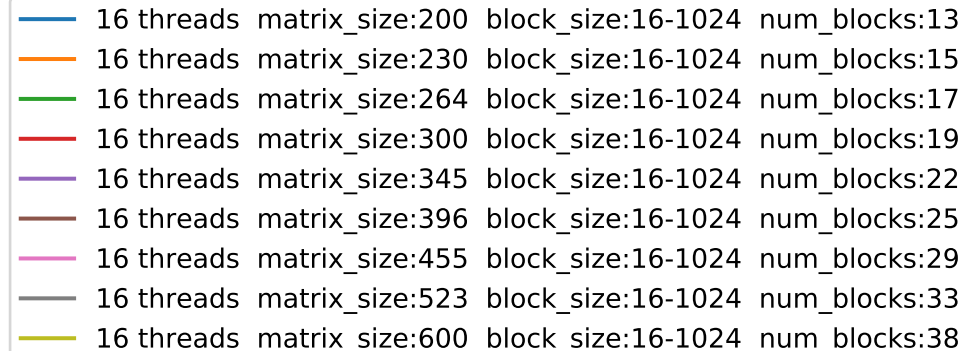 16 threads matrix_size:200 block_size:16-1024 num_blocks:13
16 threads matrix_size:230 block_size:16-1024 num_blocks:15
16 threads matrix_size:264 block_size:16-1024 num_blocks:17
16 threads matrix_size:300 block_size:16-1024 num_blocks:19
16 threads matrix_size:345 block_size:16-1024 num_blocks:22
16 threads matrix_size:396 block_size:16-1024 num_blocks:25
16 threads matrix_size:455 block_size:16-1024 num_blocks:29
16 threads matrix_size:523 block_size:16-1024 num_blocks:33
16 threads matrix_size:600 block_size:16-1024 num_blocks:38